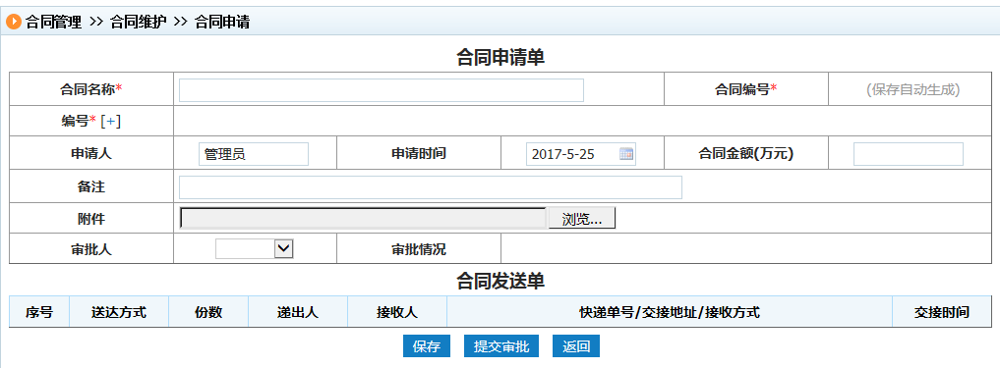 合同管理 >> 合同维护 >> 合同申请
合同申请单
合同名称* 合同编号* (保存自动生成)
编号* [+]
申请人 管理员 申请时间 2017-5-25 合同金额(万元)
备注
附件 浏览...
审批人 审批情况
合同发送单
序号 送达方式 份数 递出人 接收人 快递单号/交接地址/接收方式 交接时间
保存 提交审批 返回